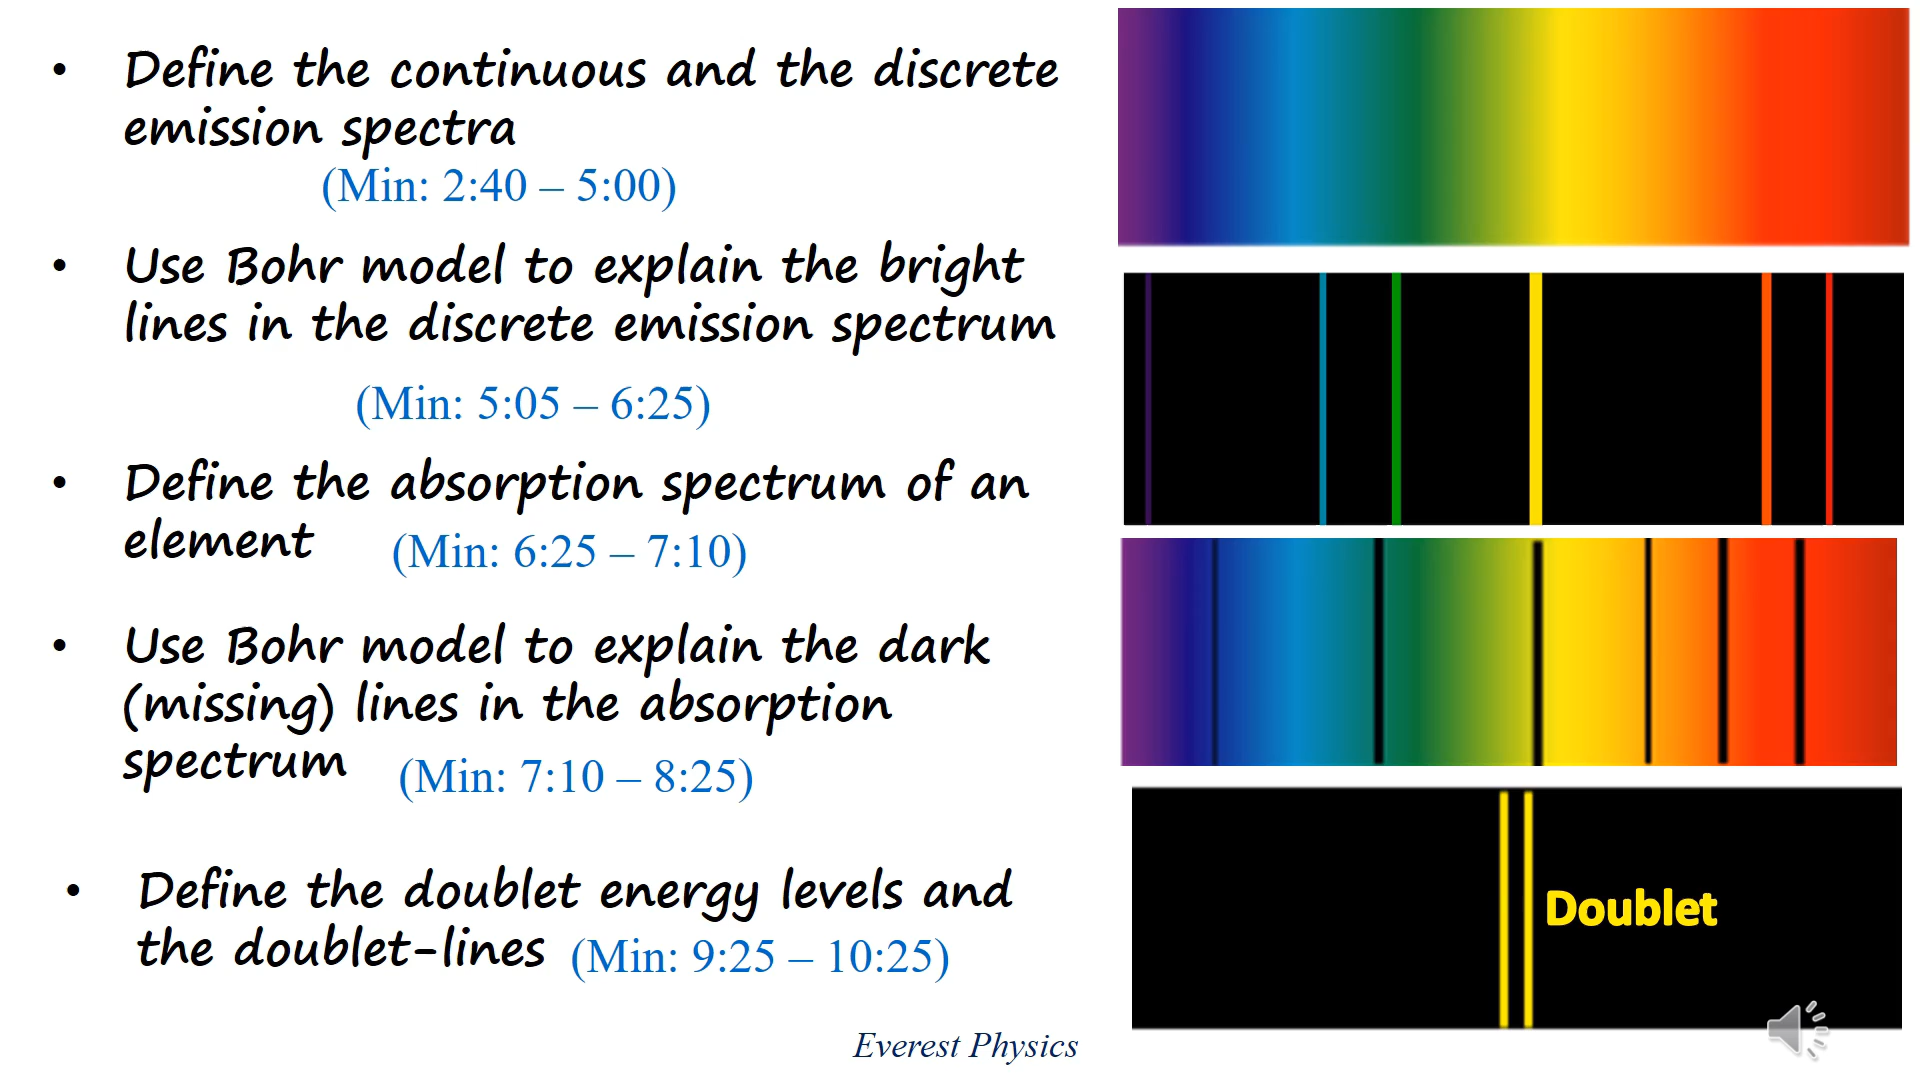 • Define the continuous and the discrete
emission spectra
(Min: 2:40 – 5:00)
• Use Bohr model to explain the bright
lines in the discrete emission spectrum
(Min: 5:05 – 6:25)
• Define the absorption spectrum of an
element (Min: 6:25 – 7:10)
• Use Bohr model to explain the dark
(missing) lines in the absorption
spectrum (Min: 7:10 – 8:25)
• Define the doublet energy levels and
the doublet-lines (Min: 9:25 – 10:25)
Doublet
Everest Physics